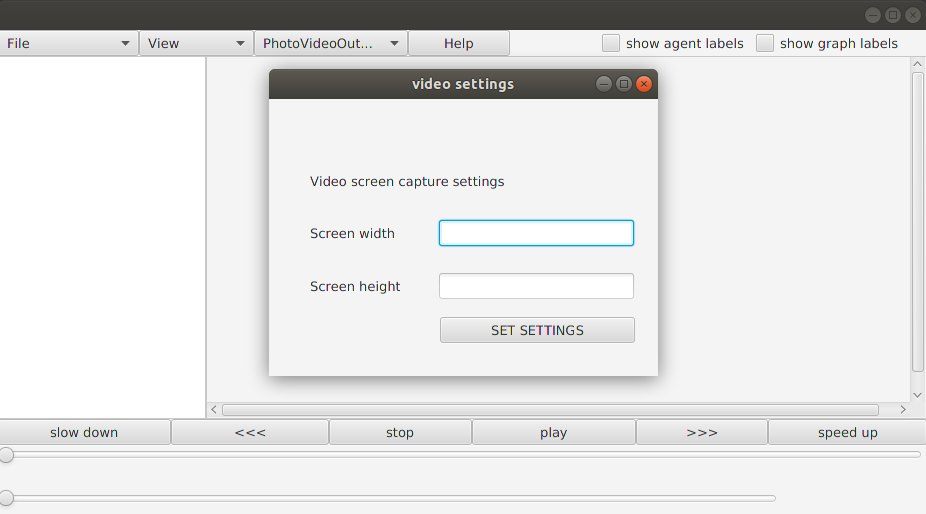 File View PhotoVideoOut... Help show agent labels show graph labels
video settings
Video screen capture settings
Screen width
Screen height
SET SETTINGS
slow down <<< stop play >>> speed up